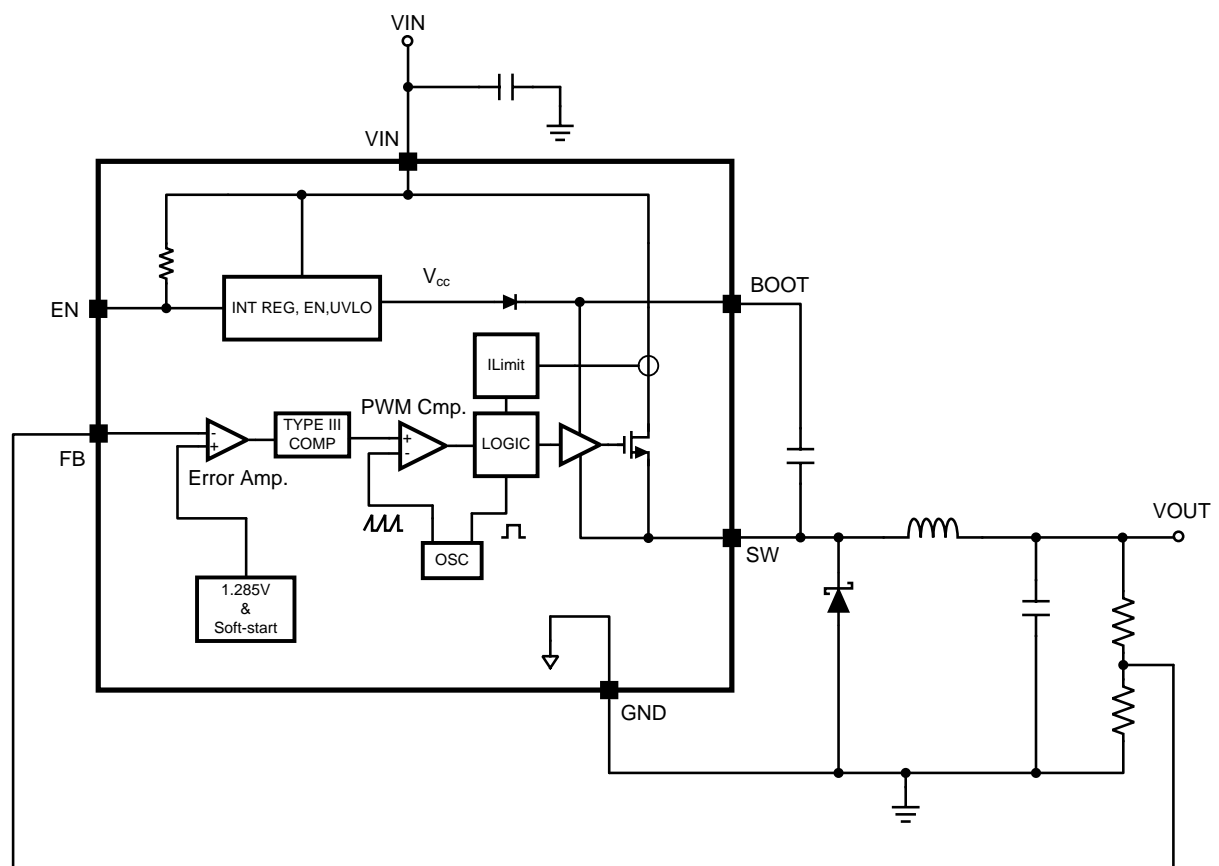 VIN
VIN
V_cc
BOOT
EN
INT REG, EN,UVLO
ILimit
PWM Cmp.
TYPE III
COMP
-
+
+
-
LOGIC
FB
Error Amp.
VOUT
OSC
SW
1.285V
&
Soft-start
GND